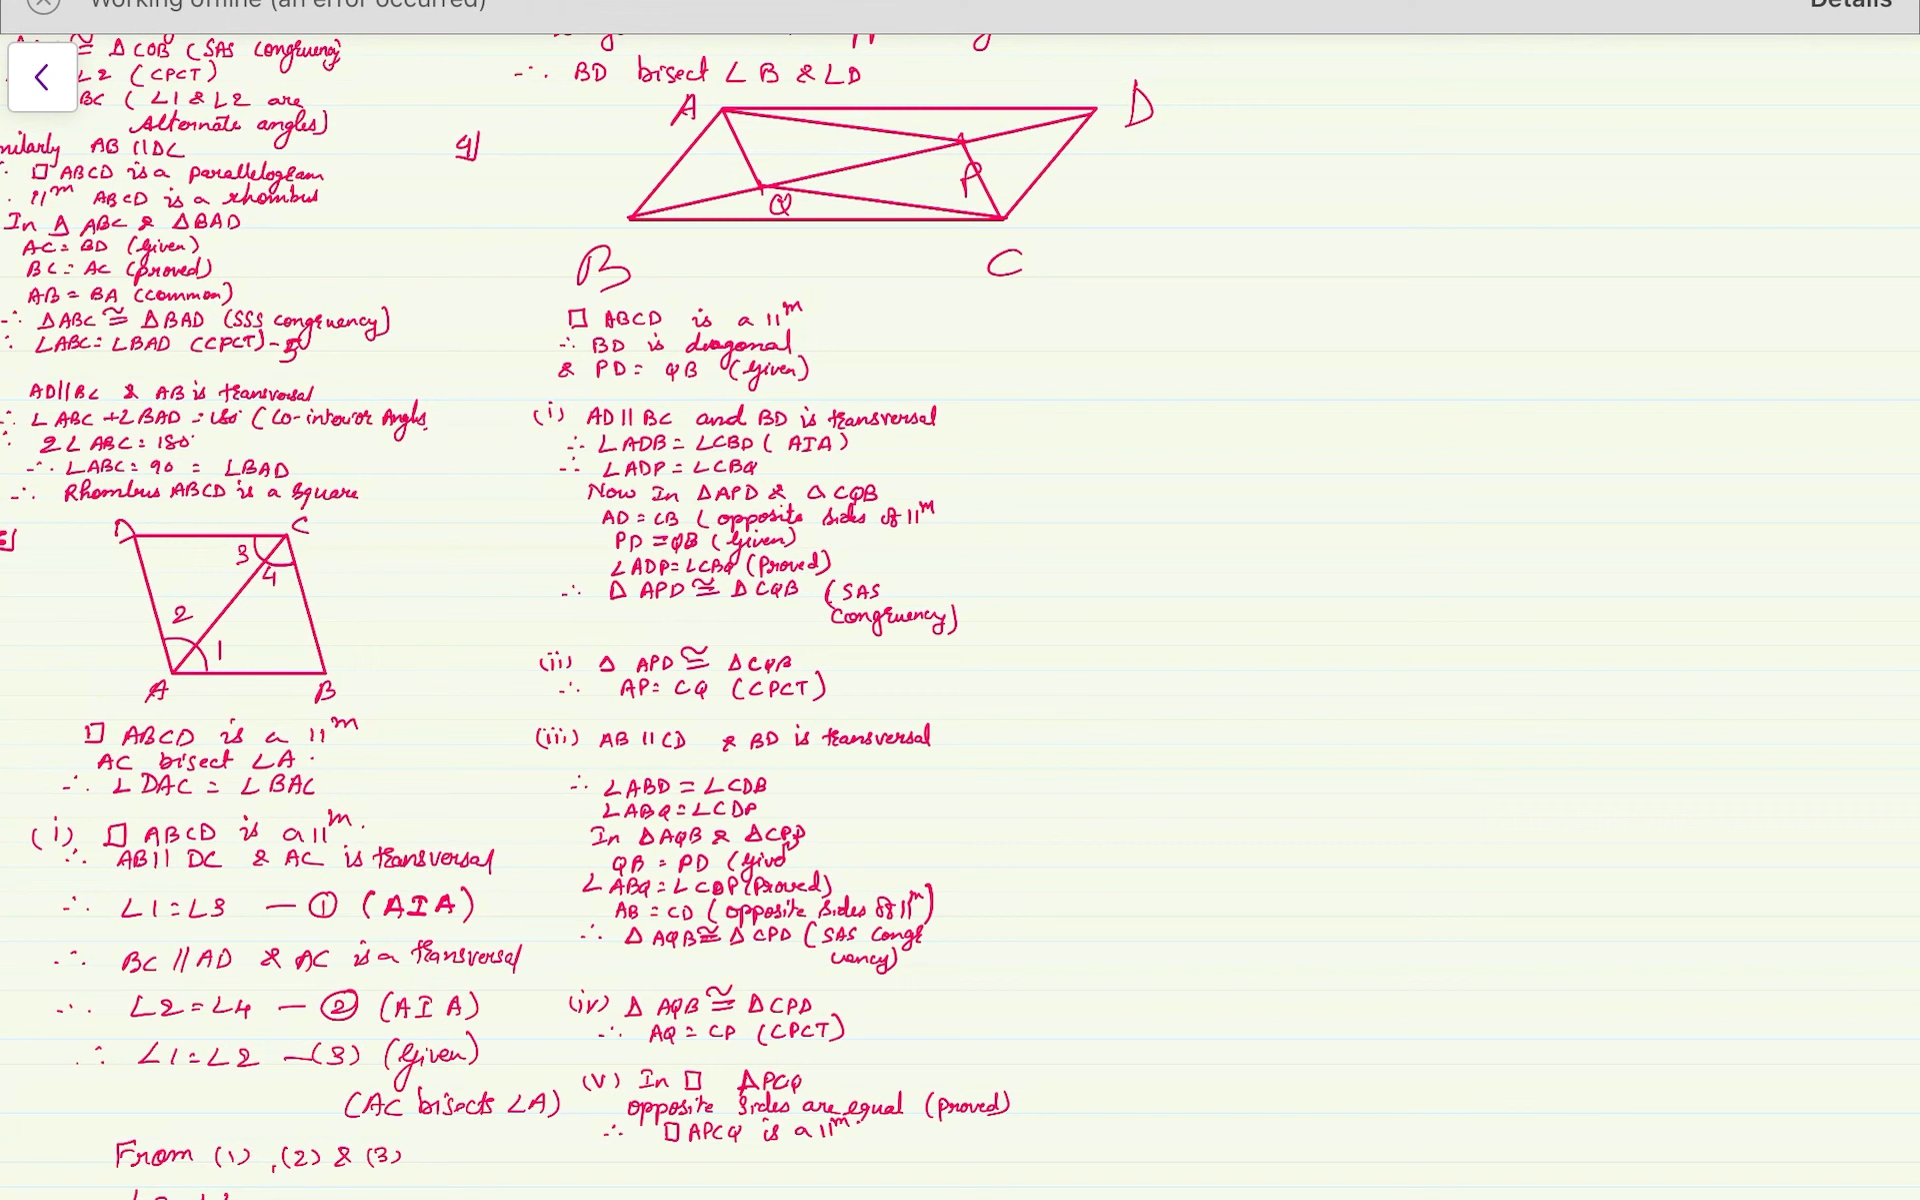 Working offline (an error occurred)
Details
≅ Δ COB (SAS Congruency
∠2 (CPCT)
BC ( ∠1 & ∠2 are
Alternate angles)
milarly AB ॥DC
∴ □ ABCD is a parallelogram
∴ ॥m ABCD is a rhombus
In Δ ABC & ΔBAD
AC = BD (given)
BC = AC (proved)
AB = BA (common)
∴ ΔABC ≅ ΔBAD (SSS congruency)
∴ ∠ABC = ∠BAD (CPCT) - 5
AD॥BC & AB is transversal
∴ ∠ABC + ∠BAD = 180° (Co-interior Angles
∴ 2∠ABC = 180°
∴ ∠ABC = 90 = ∠BAD
∴ Rhombus ABCD is a Square
D C
3
4
2
1
A B
□ ABCD is a ॥m
AC bisect ∠A.
∴ ∠DAC = ∠BAC
(i) □ ABCD is a ॥m.
∴ AB॥ DC & AC is transversal
∴ ∠1 = ∠3 — ① (AIA)
∴ BC // AD & AC is a transversal
∴ ∠2 = ∠4 — ② (AIA)
∴ ∠1 = ∠2 —(3) (Given)
(AC bisects ∠A)
From (1) ,(2) & (3)
∴ BD bisect ∠B & ∠D
9)
A D
P
Q
B C
□ ABCD is a ॥m
∴ BD is diagonal
& PD = QB (Given)
(i) AD ॥ BC and BD is transversal
∴ ∠ADB = ∠CBD ( AIA)
∴ ∠ADP = ∠CBQ
Now In ΔAPD & ΔCQB
AD = CB ( opposite sides of ॥m
PD = QB (Given)
∠ADP = ∠CBQ (Proved)
∴ Δ APD ≅ Δ CQB (SAS
Congruency)
(ii) Δ APD ≅ Δ CQB
∴ AP = CQ (CPCT)
(iii) AB ॥ CD & BD is transversal
∴ ∠ABD = ∠CDB
∠ABQ = ∠CDP
In ΔAQB & ΔCPD
QB = PD (Givd
∠ABQ = ∠CDP (Proved)
AB = CD ( opposite sides of ॥m)
∴ Δ AQB ≅ Δ CPD (SAS Congr
uency)
(iv) Δ AQB ≅ Δ CPD
∴ AQ = CP (CPCT)
(v) In □ APCQ
opposite sides are equal (Proved)
∴ □ APCQ is a ॥m.